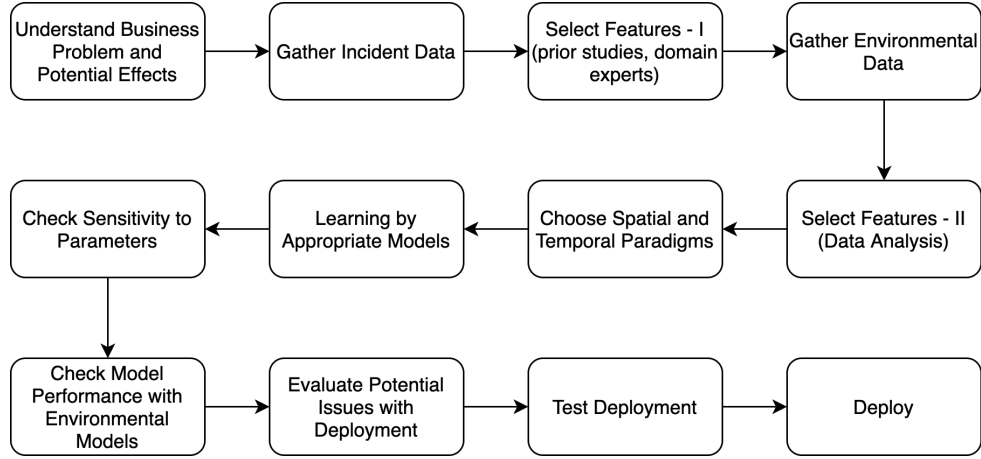 Understand Business
Problem and
Potential Effects
Gather Incident Data
Select Features - I
(prior studies, domain
experts)
Gather Environmental
Data
Select Features - II
(Data Analysis)
Choose Spatial and
Temporal Paradigms
Learning by
Appropriate Models
Check Sensitivity to
Parameters
Check Model
Performance with
Environmental
Models
Evaluate Potential
Issues with
Deployment
Test Deployment
Deploy